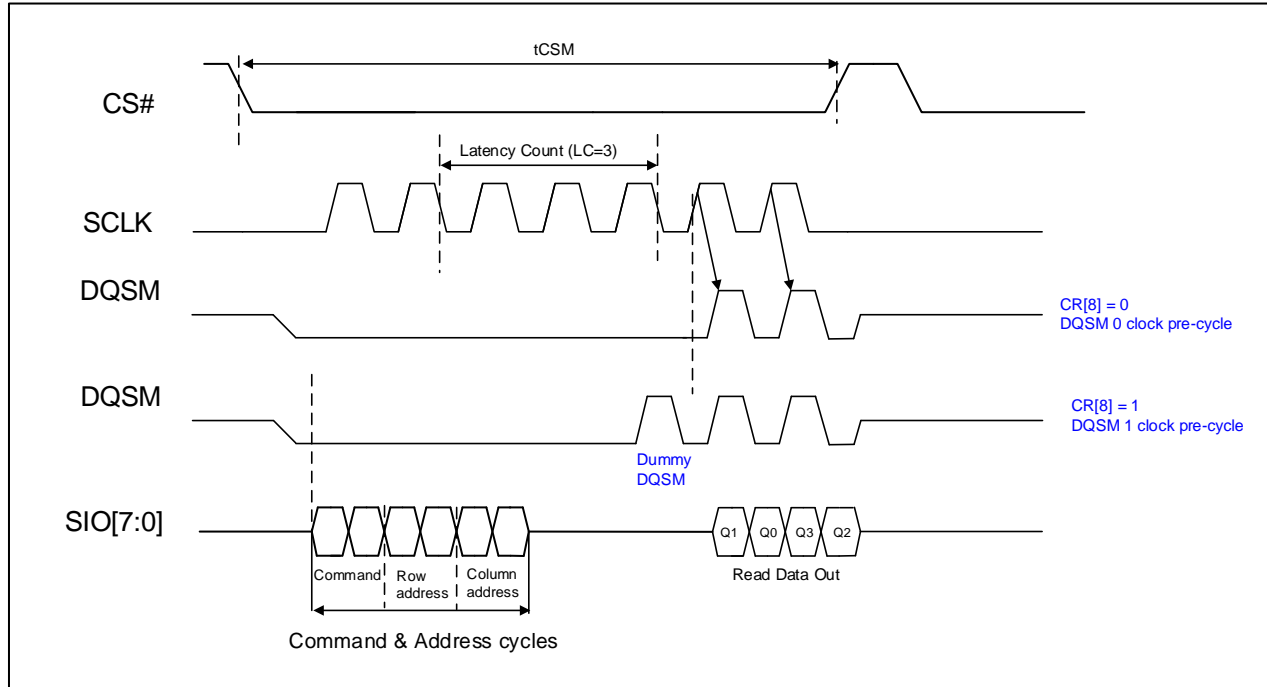 tCSM
CS#
Latency Count (LC=3)
SCLK
DQSM
CR[8] = 0
DQSM 0 clock pre-cycle
DQSM
CR[8] = 1
DQSM 1 clock pre-cycle
Dummy
DQSM
SIO[7:0]
Q1 Q0 Q3 Q2
Command
Row
address
Column
address
Read Data Out
Command & Address cycles